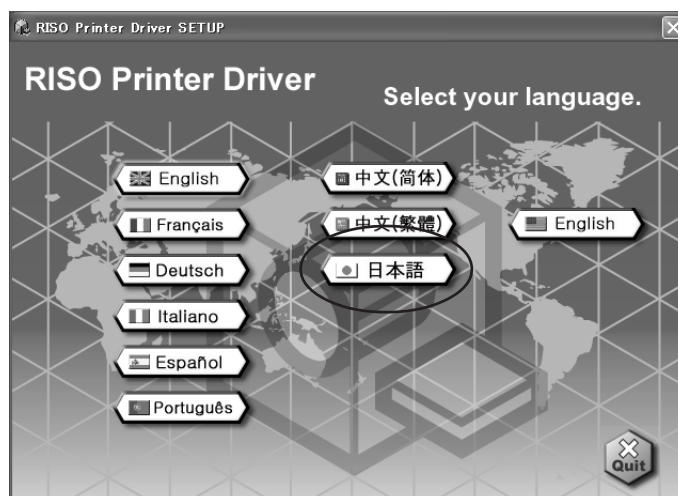 RISO Printer Driver SETUP
RISO Printer Driver
Select your language.
English
Français
Deutsch
Italiano
Español
Português
中文(简体)
中文(繁體)
日本語
English
Quit